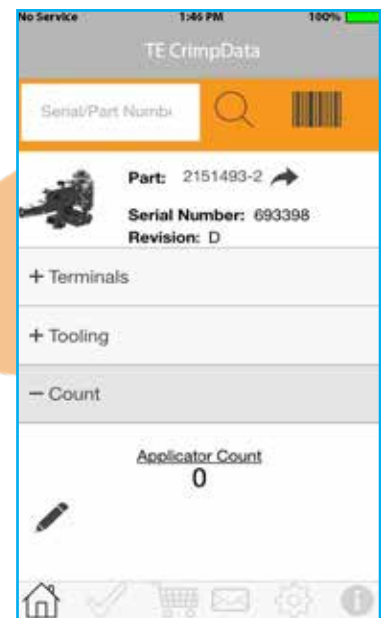 No Service 1:46 PM 100%
TE CrimpData
Serial/Part Numbe
Part: 2151493-2
Serial Number: 693398
Revision: D
+ Terminals
+ Tooling
− Count
Applicator Count
0